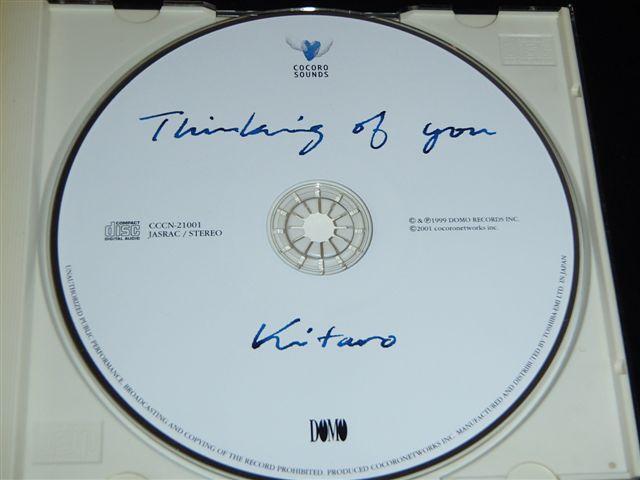 COCORO
SOUNDS
Thinking of you
COMPACT
disc
DIGITAL AUDIO
CCCN-21001
JASRAC / STEREO
© & ℗1999 DOMO RECORDS INC.
©2001 cocoronetworks inc.
Kitaro
DOMO
UNAUTHORIZED PUBLIC PERFORMANCE, BROADCASTING AND COPYING OF THE RECORD PROHIBITED. PRODUCED COCORONETWORKS INC. MANUFACTURED AND DISTRIBUTED BY TOSHIBA-EMI LTD. IN JAPAN